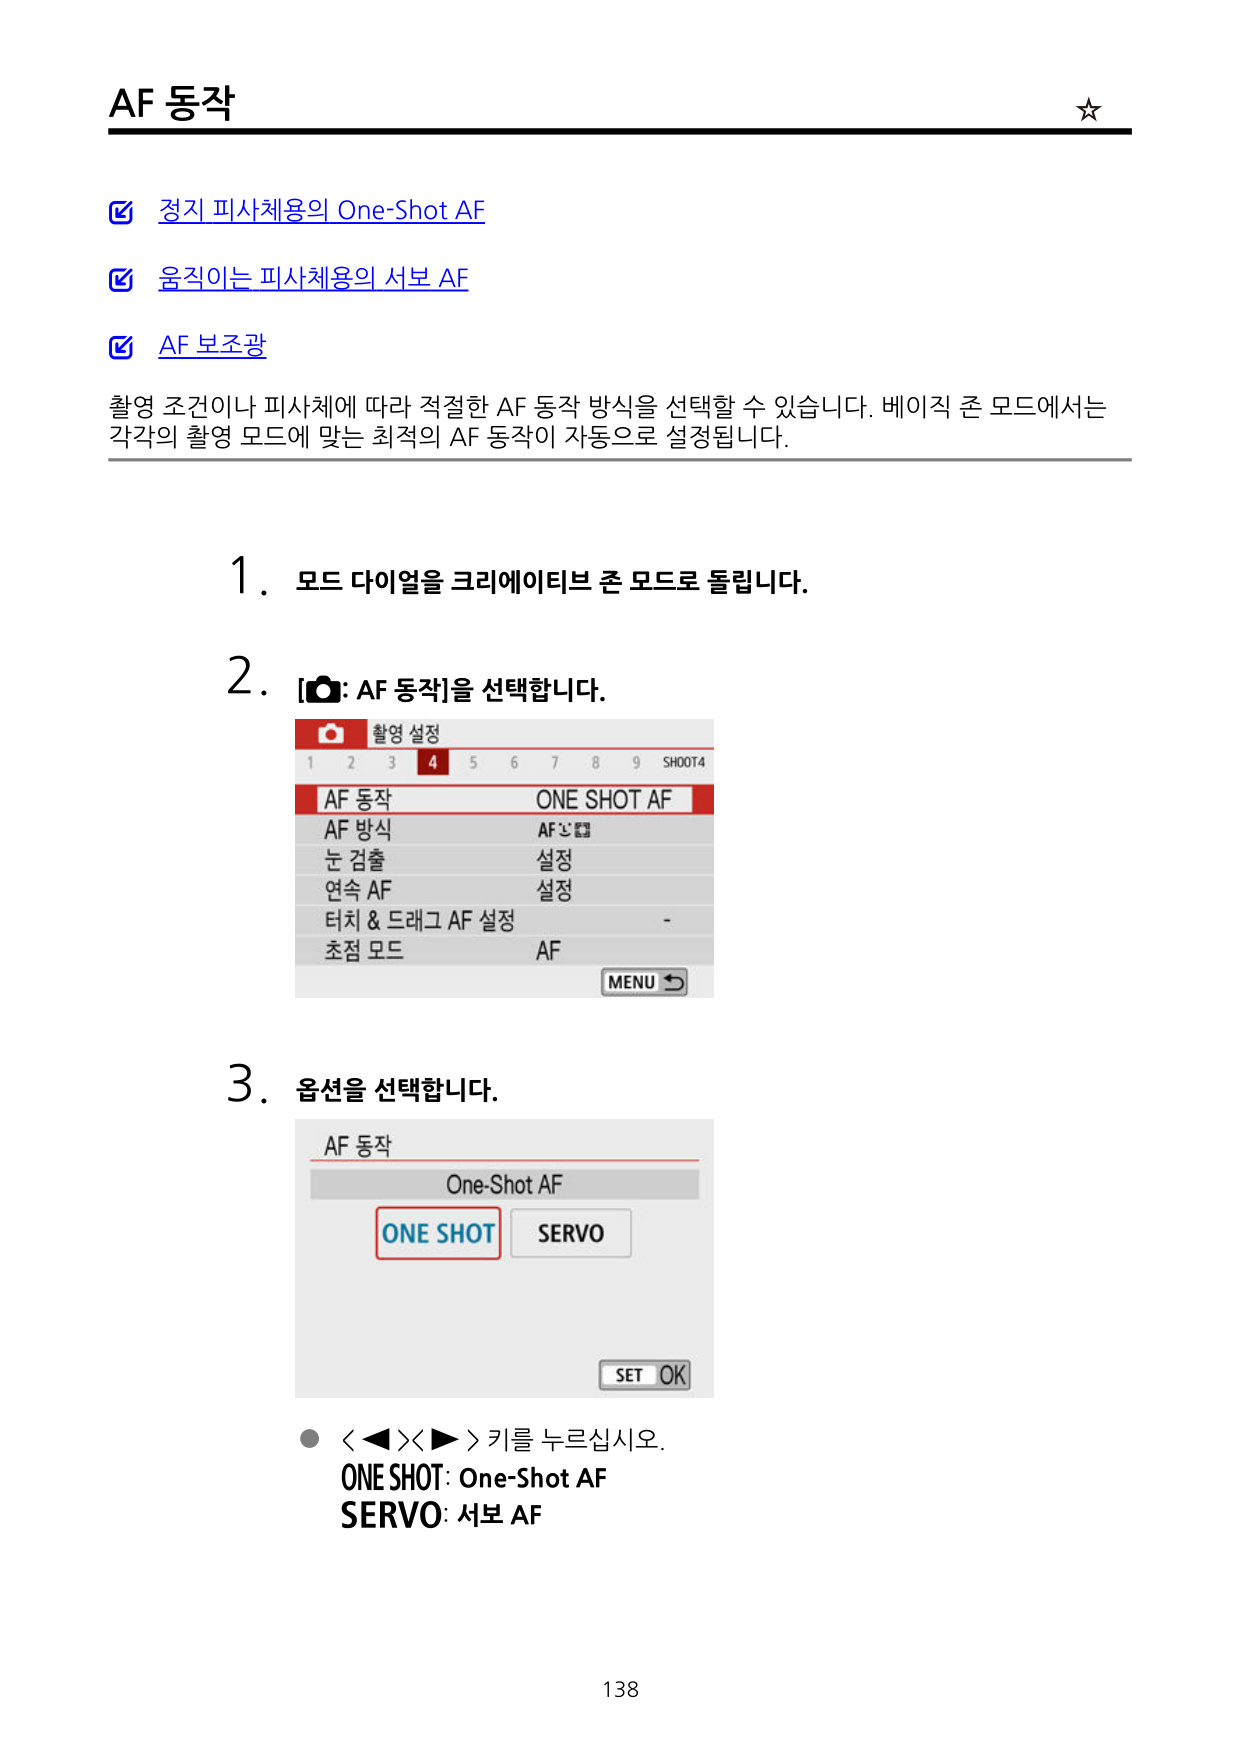 AF 동작 ☆
정지 피사체용의 One-Shot AF
움직이는 피사체용의 서보 AF
AF 보조광
촬영 조건이나 피사체에 따라 적절한 AF 동작 방식을 선택할 수 있습니다. 베이직 존 모드에서는
각각의 촬영 모드에 맞는 최적의 AF 동작이 자동으로 설정됩니다.
1. 모드 다이얼을 크리에이티브 존 모드로 돌립니다.
2. [📷: AF 동작]을 선택합니다.
촬영 설정
1 2 3 4 5 6 7 8 9 SHOOT4
AF 동작 ONE SHOT AF
AF 방식 AF
눈 검출 설정
연속 AF 설정
터치 & 드래그 AF 설정 -
초점 모드 AF
MENU
3. 옵션을 선택합니다.
AF 동작
One-Shot AF
ONE SHOT SERVO
SET OK
● <◀><▶> 키를 누르십시오.
ONE SHOT: One-Shot AF
SERVO: 서보 AF
138